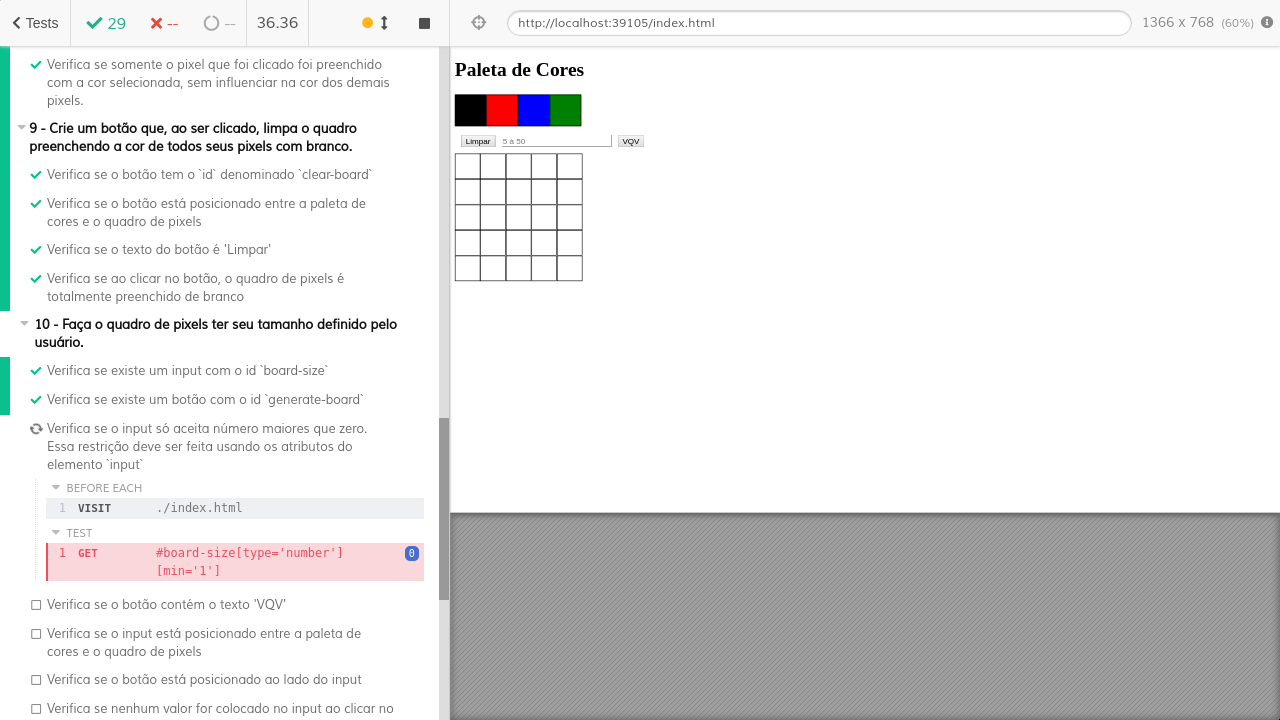 Tests
29
--
--
36.36
http://localhost:39105/index.html
1366 x 768 (60%)
Verifica se somente o pixel que foi clicado foi preenchido
com a cor selecionada, sem influenciar na cor dos demais
pixels.
9 - Crie um botão que, ao ser clicado, limpa o quadro
preenchendo a cor de todos seus pixels com branco.
Verifica se o botão tem o `id` denominado `clear-board`
Verifica se o botão está posicionado entre a paleta de
cores e o quadro de pixels
Verifica se o texto do botão é 'Limpar'
Verifica se ao clicar no botão, o quadro de pixels é
totalmente preenchido de branco
10 - Faça o quadro de pixels ter seu tamanho definido pelo
usuário.
Verifica se existe um input com o id `board-size`
Verifica se existe um botão com o id `generate-board`
Verifica se o input só aceita número maiores que zero.
Essa restrição deve ser feita usando os atributos do
elemento `input`
BEFORE EACH
1 VISIT ./index.html
TEST
1 GET #board-size[type='number'] 0
[min='1']
Verifica se o botão contém o texto 'VQV'
Verifica se o input está posicionado entre a paleta de
cores e o quadro de pixels
Verifica se o botão está posicionado ao lado do input
Verifica se nenhum valor for colocado no input ao clicar no
Paleta de Cores
Limpar 5 à 50 VQV